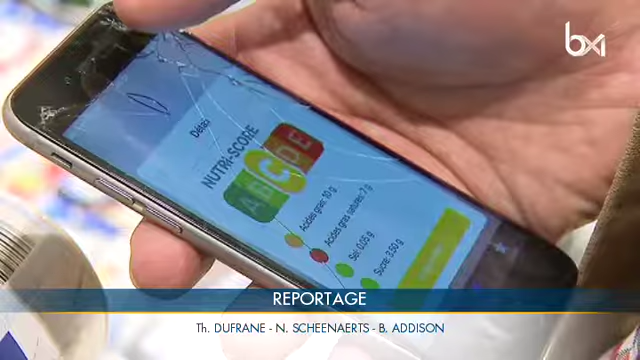 bx1
Détail
NUTRI-SCORE
A B C D E
Acides gras: 10 g
Acides gras saturés: 7 g
Sel: 0,05 g
Sucre: 3,50 g
REPORTAGE
Th. DUFRANE - N. SCHEENAERTS - B. ADDISON